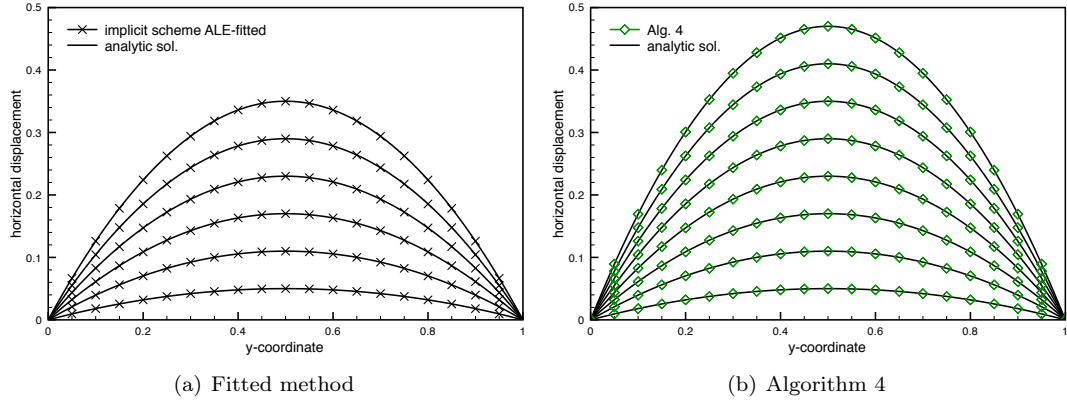 0.5
0.4
0.3
0.2
0.1
0
0
0.2
0.4
0.6
0.8
1
horizontal displacement
y-coordinate
implicit scheme ALE-fitted
analytic sol.
(a) Fitted method
0.5
0.4
0.3
0.2
0.1
0
0
0.2
0.4
0.6
0.8
1
horizontal displacement
y-coordinate
Alg. 4
analytic sol.
(b) Algorithm 4